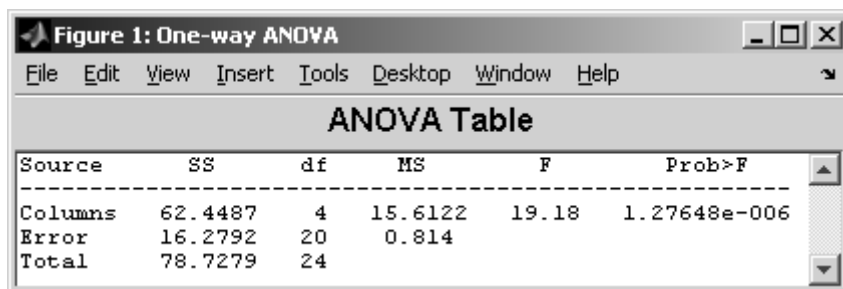 Figure 1: One-way ANOVA
File Edit View Insert Tools Desktop Window Help
ANOVA Table
Source SS df MS F Prob>F
Columns 62.4487 4 15.6122 19.18 1.27648e-006
Error 16.2792 20 0.814
Total 78.7279 24